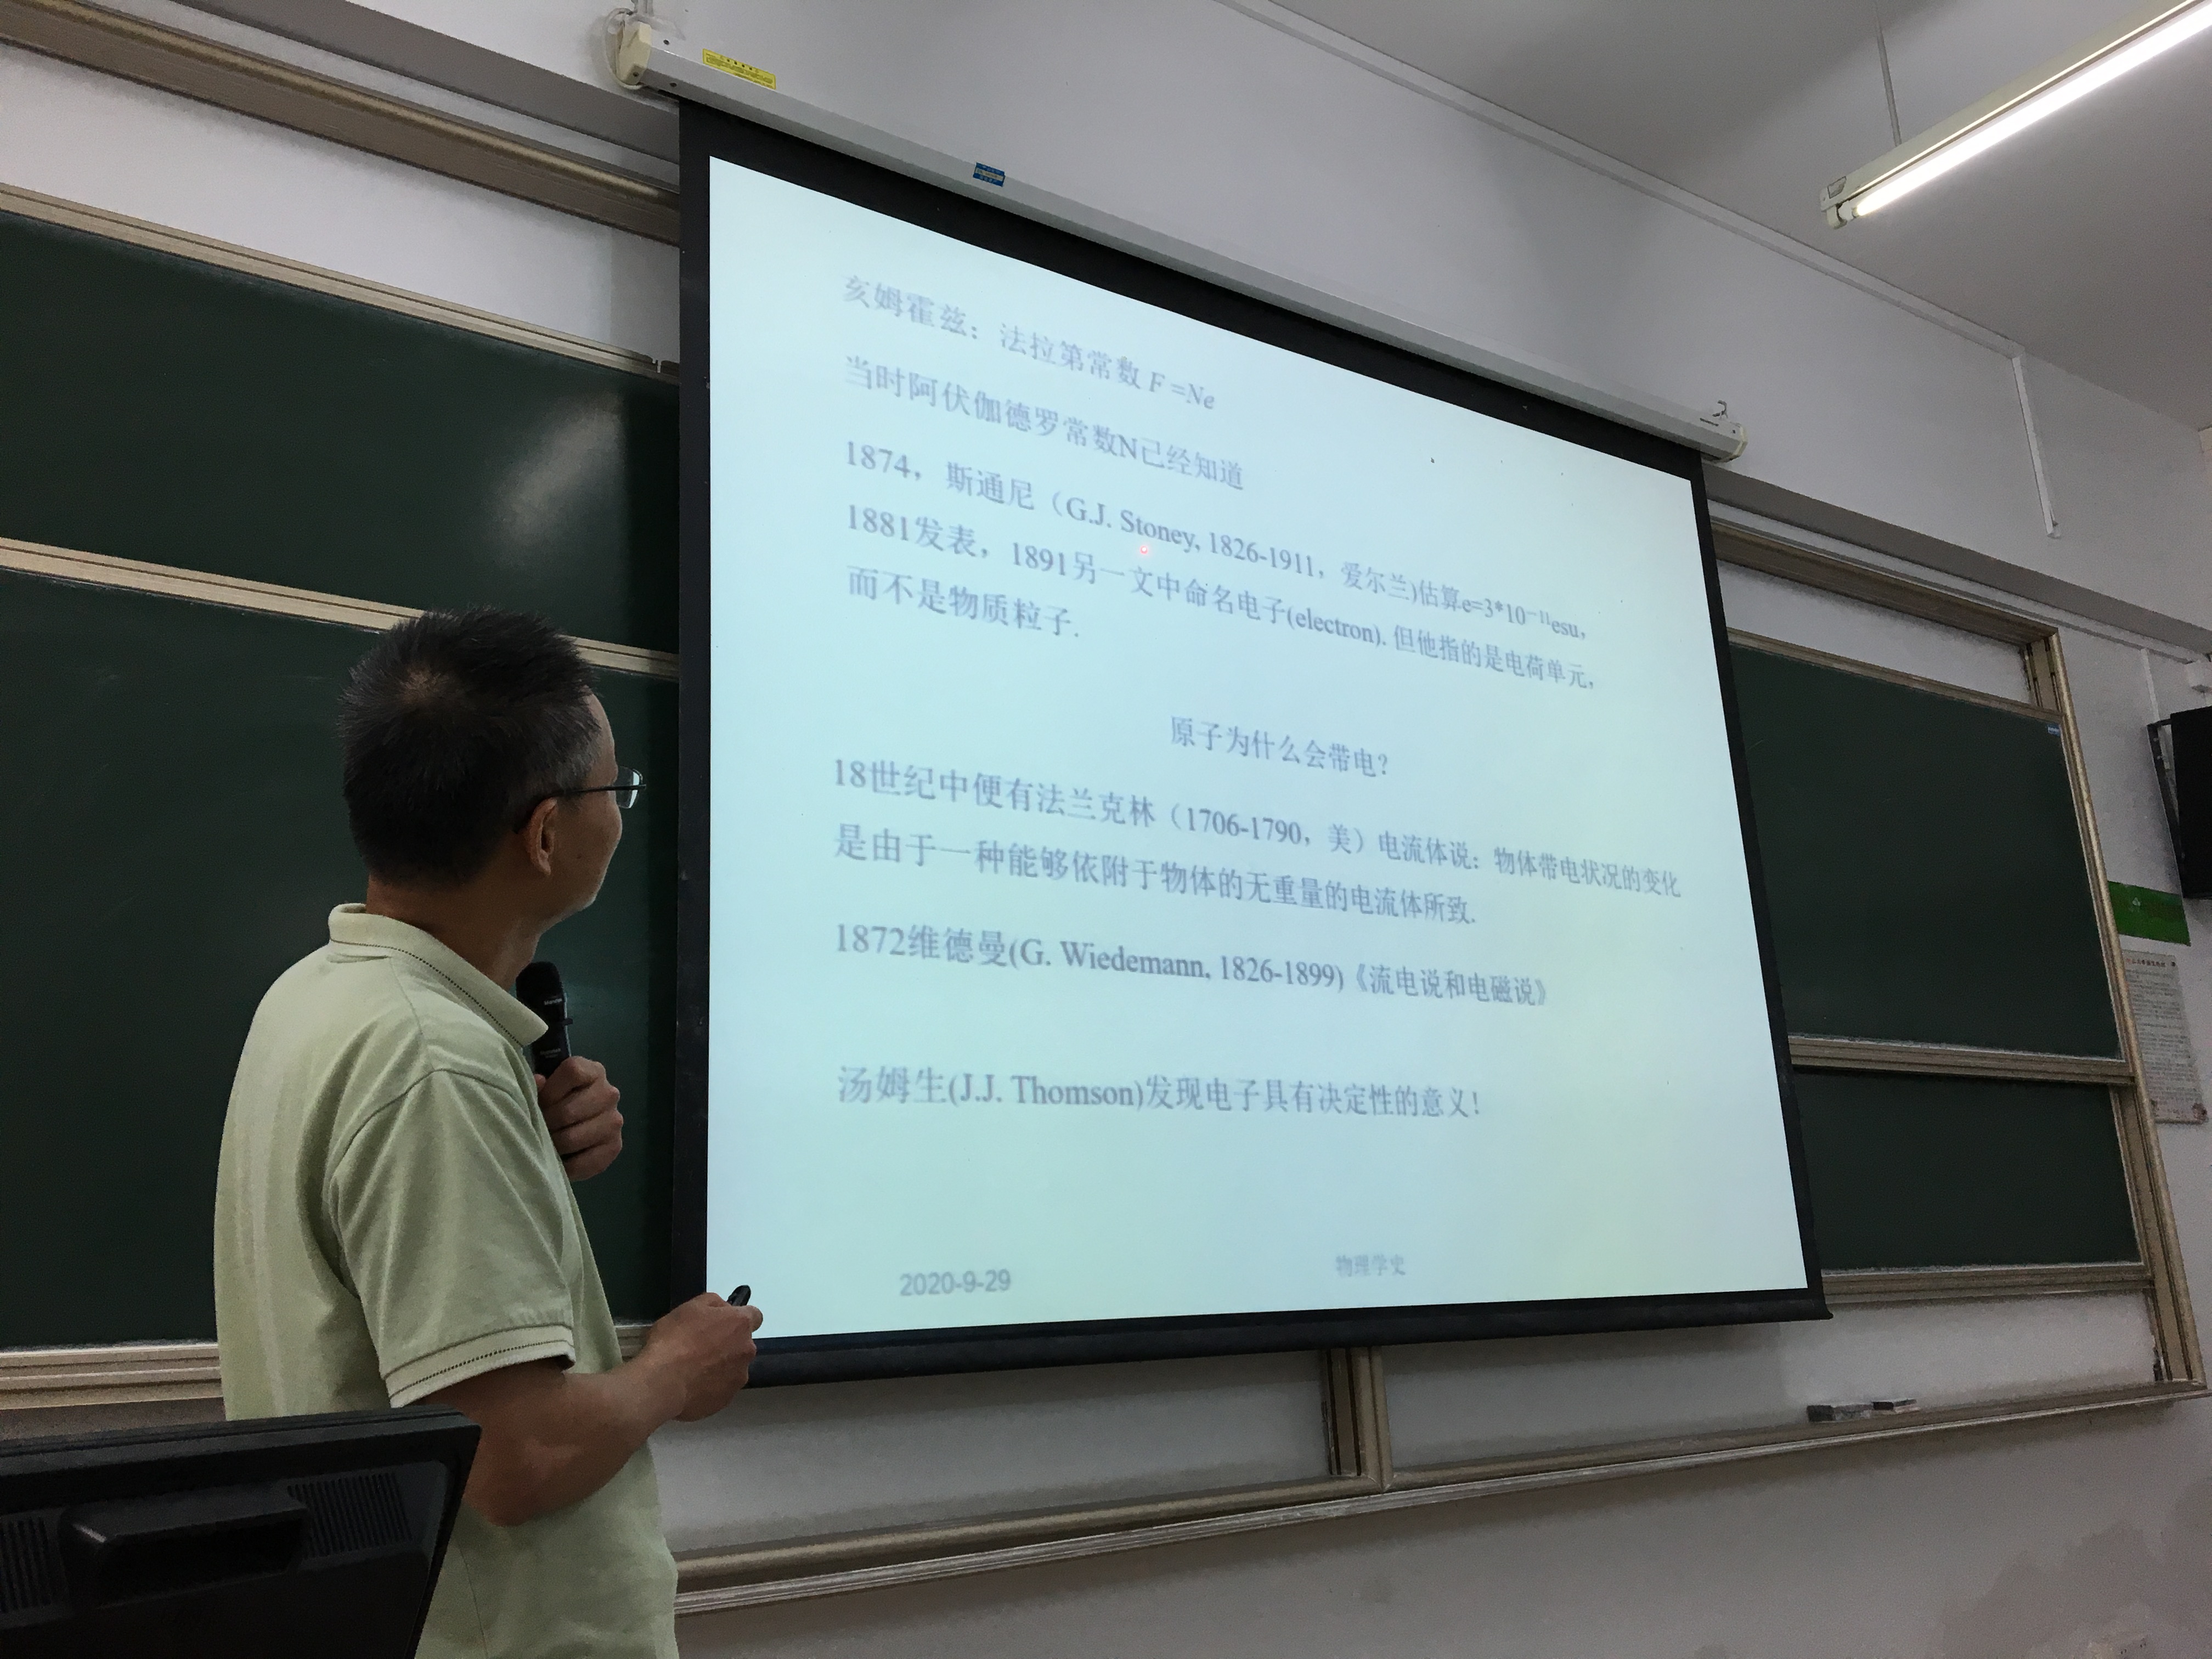 亥姆霍兹：法拉第常数 F =Ne
当时阿伏伽德罗常数N已经知道
1874，斯通尼（G.J. Stoney, 1826-1911，爱尔兰)估算e=3*10⁻¹¹esu,
1881发表，1891另一文中命名电子(electron). 但他指的是电荷单元，
而不是物质粒子.
原子为什么会带电?
18世纪中便有法兰克林（1706-1790，美）电流体说：物体带电状况的变化
是由于一种能够依附于物体的无重量的电流体所致.
1872维德曼(G. Wiedemann, 1826-1899)《流电说和电磁说》
汤姆生(J.J. Thomson)发现电子具有决定性的意义!
2020-9-29
物理学史